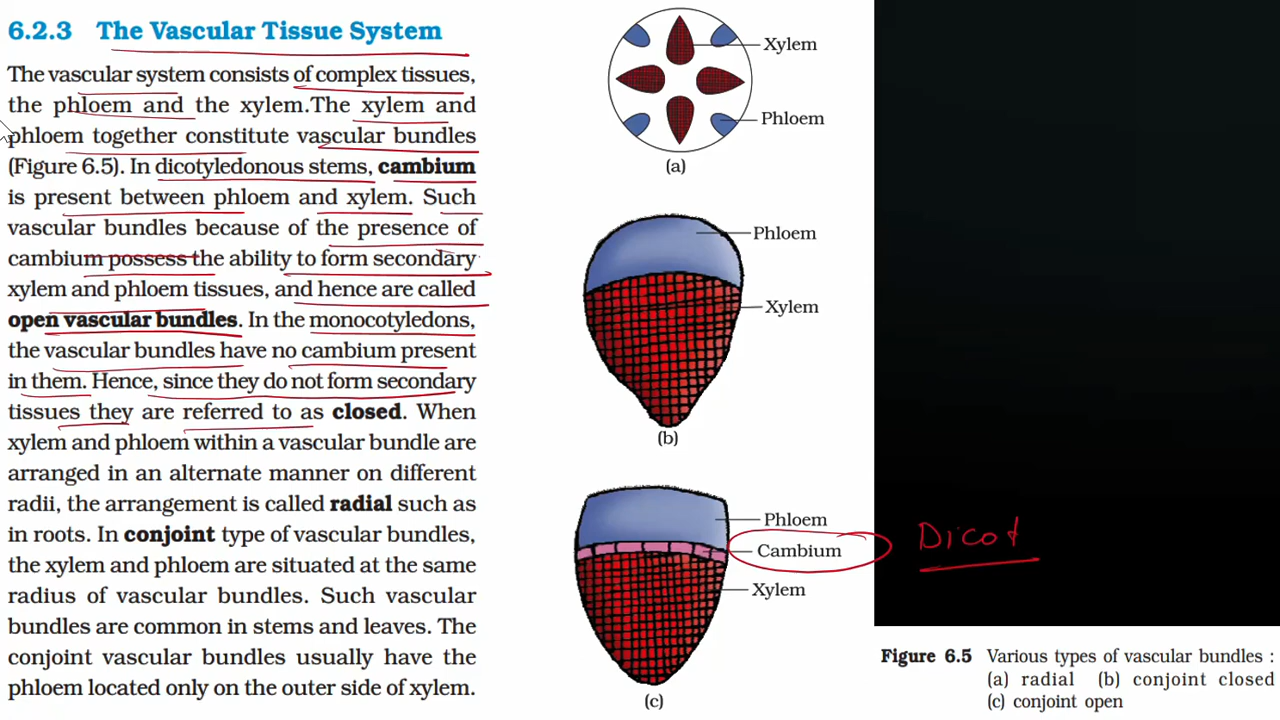 6.2.3 The Vascular Tissue System
The vascular system consists of complex tissues,
the phloem and the xylem.The xylem and
phloem together constitute vascular bundles
(Figure 6.5). In dicotyledonous stems, cambium
is present between phloem and xylem. Such
vascular bundles because of the presence of
cambium possess the ability to form secondary
xylem and phloem tissues, and hence are called
open vascular bundles. In the monocotyledons,
the vascular bundles have no cambium present
in them. Hence, since they do not form secondary
tissues they are referred to as closed. When
xylem and phloem within a vascular bundle are
arranged in an alternate manner on different
radii, the arrangement is called radial such as
in roots. In conjoint type of vascular bundles,
the xylem and phloem are situated at the same
radius of vascular bundles. Such vascular
bundles are common in stems and leaves. The
conjoint vascular bundles usually have the
phloem located only on the outer side of xylem.
Xylem
Phloem
(a)
Phloem
Xylem
(b)
Phloem
Cambium
Xylem
(c)
Dicot
Figure 6.5 Various types of vascular bundles :
(a) radial (b) conjoint closed
(c) conjoint open